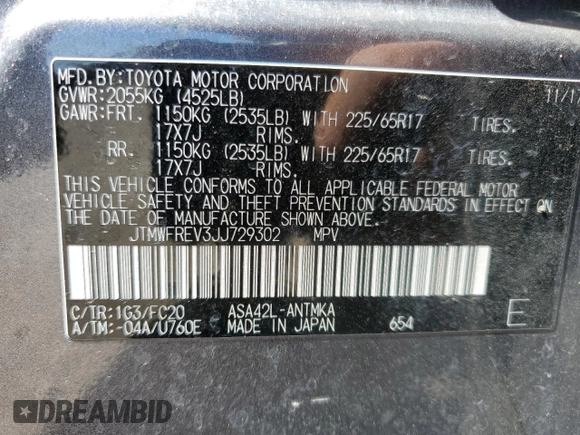 MFD.BY:TOYOTA MOTOR CORPORATION 11/1
GVWR:2055KG (4525LB)
GAWR:FRT. 1150KG (2535LB) WITH 225/65R17 TIRES.
17X7J RIMS.
RR. 1150KG (2535LB) WITH 225/65R17 TIRES.
17X7J RIMS.
THIS VEHICLE CONFORMS TO ALL APPLICABLE FEDERAL MOTOR
VEHICLE SAFETY AND THEFT PREVENTION STANDARDS IN EFFECT ON
THE DATE OF MANUFACTURE SHOWN ABOVE.
JTMWFREV3JJ729302 MPV
C/TR:1G3/FC20 ASA42L-ANTMKA
A/TM:-04A/U760E MADE IN JAPAN 654 E
DREAMBID